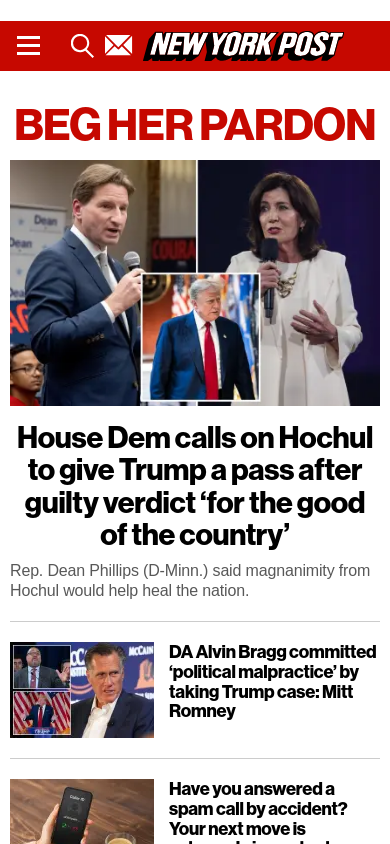 NEW YORK POST
BEG HER PARDON
Dean
COURA
House Dem calls on Hochul
to give Trump a pass after
guilty verdict ‘for the good
of the country’
Rep. Dean Phillips (D-Minn.) said magnanimity from
Hochul would help heal the nation.
McCAIN
DA Alvin Bragg committed
‘political malpractice’ by
taking Trump case: Mitt
Romney
Have you answered a
spam call by accident?
Your next move is